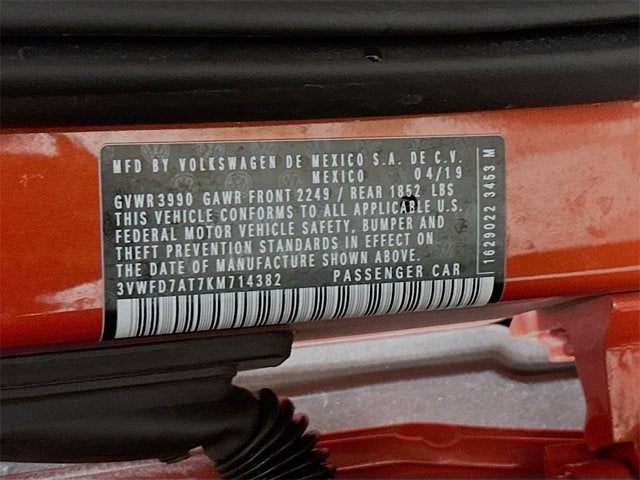 MFD BY VOLKSWAGEN DE MEXICO S.A. DE C.V.
MEXICO 04/19
GVWR 3990 GAWR FRONT 2249 / REAR 1852 LBS
THIS VEHICLE CONFORMS TO ALL APPLICABLE U.S.
FEDERAL MOTOR VEHICLE SAFETY, BUMPER AND
THEFT PREVENTION STANDARDS IN EFFECT ON
THE DATE OF MANUFACTURE SHOWN ABOVE.
3VWFD7AT7KM714382 PASSENGER CAR
1629022 3453 M